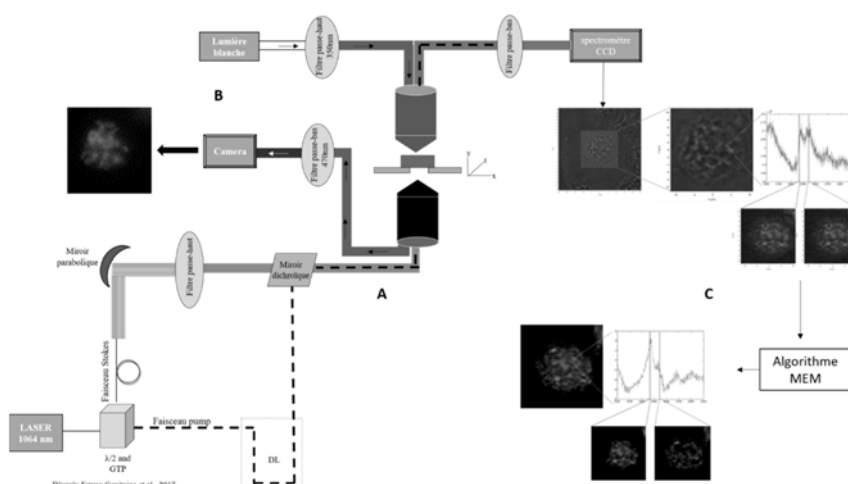 Lumière
blanche
Filtre passe-haut
350nm
Filtre passe-bas
spectromètre
CCD
B
Camera
Filtre passe-bas
470nm
y
z
x
Miroir
parabolique
Filtre passe-haut
Miroir
dichroïque
A
C
Faisceau Stokes
Algorithme
MEM
LASER
1064 nm
Faisceau pump
λ/2 and
GTP
DL